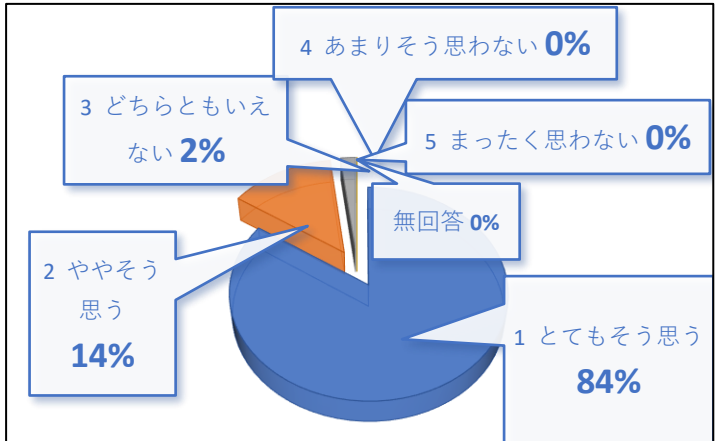 4 あまりそう思わない 0%
3 どちらともいえ
ない 2%
5 まったく思わない 0%
無回答 0%
2 ややそう
思う
14%
1 とてもそう思う
84%